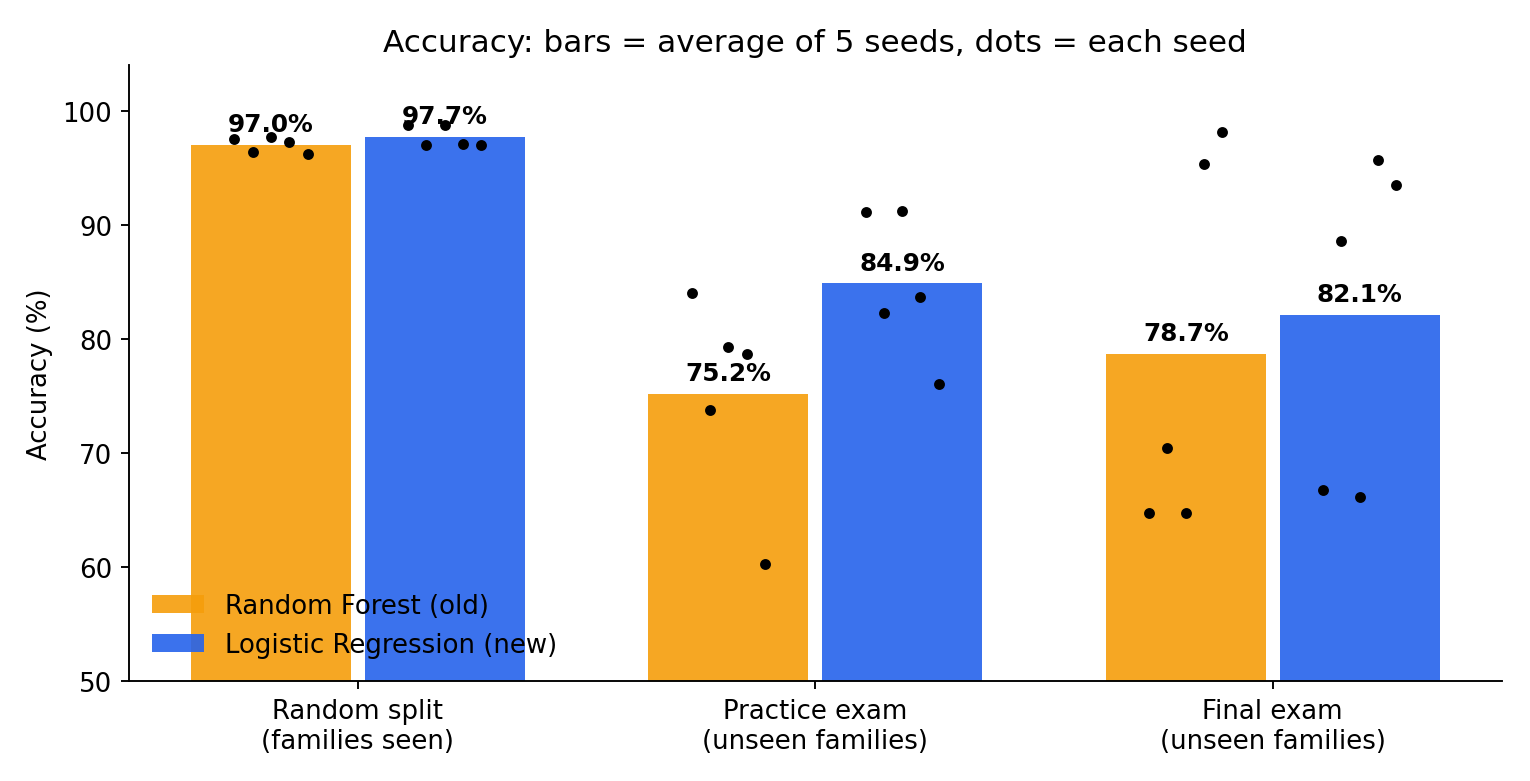 Accuracy: bars = average of 5 seeds, dots = each seed
Accuracy (%)
100
90
80
70
60
50
97.0%
97.7%
75.2%
84.9%
78.7%
82.1%
Random Forest (old)
Logistic Regression (new)
Random split
(families seen)
Practice exam
(unseen families)
Final exam
(unseen families)